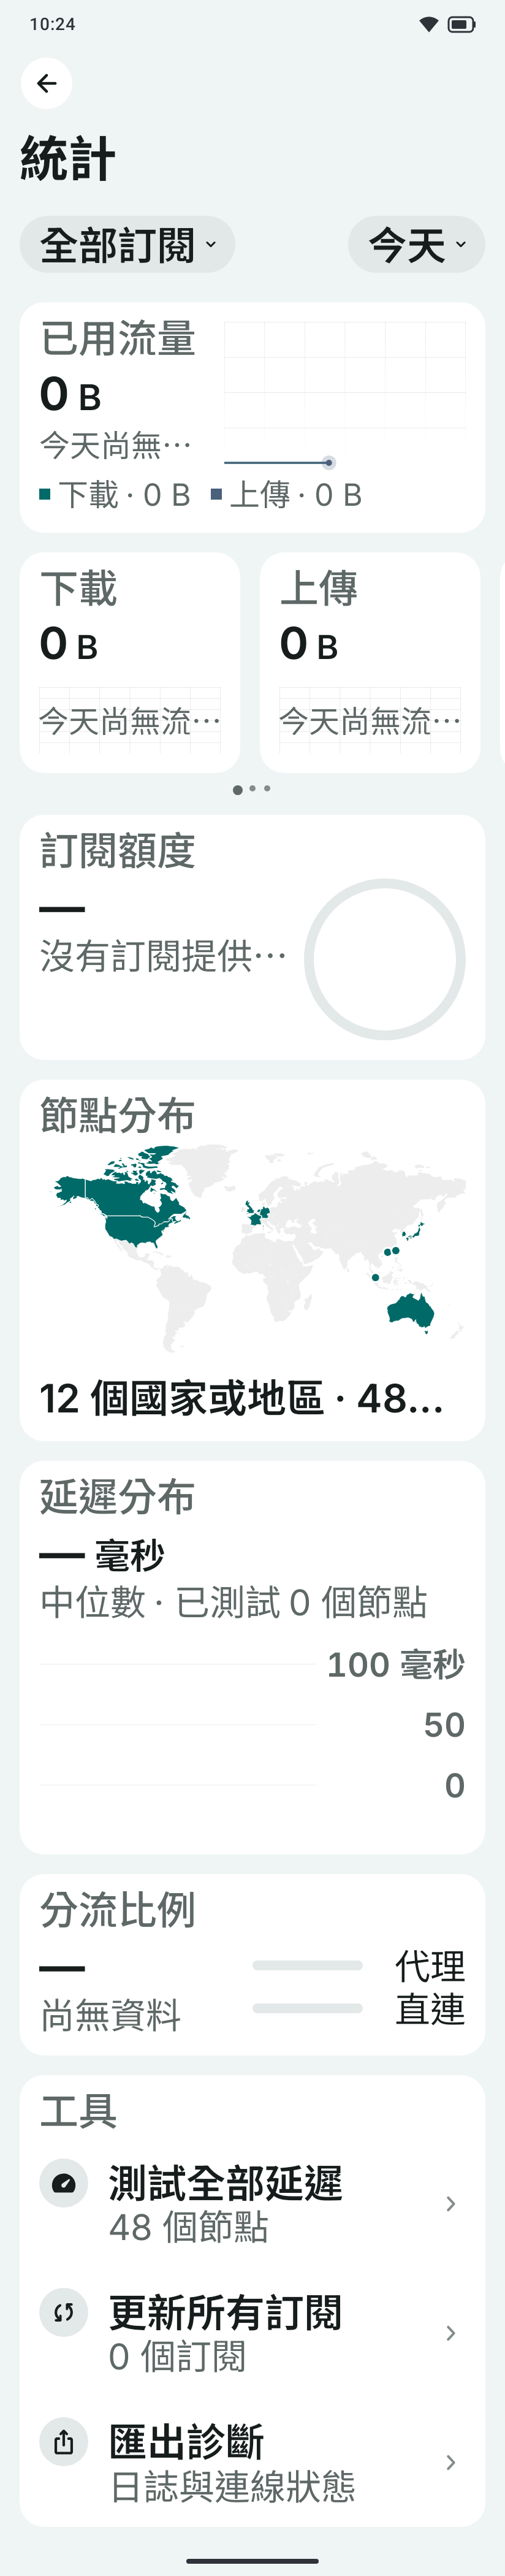 10:24
統計
全部訂閱
今天
已用流量
0 B
今天尚無…
下載 · 0 B 上傳 · 0 B
下載
0 B
今天尚無流…
上傳
0 B
今天尚無流…
訂閱額度
—
沒有訂閱提供…
節點分布
12 個國家或地區 · 48…
延遲分布
— 毫秒
中位數 · 已測試 0 個節點
100 毫秒
50
0
分流比例
—
尚無資料
代理
直連
工具
測試全部延遲
48 個節點
更新所有訂閱
0 個訂閱
匯出診斷
日誌與連線狀態